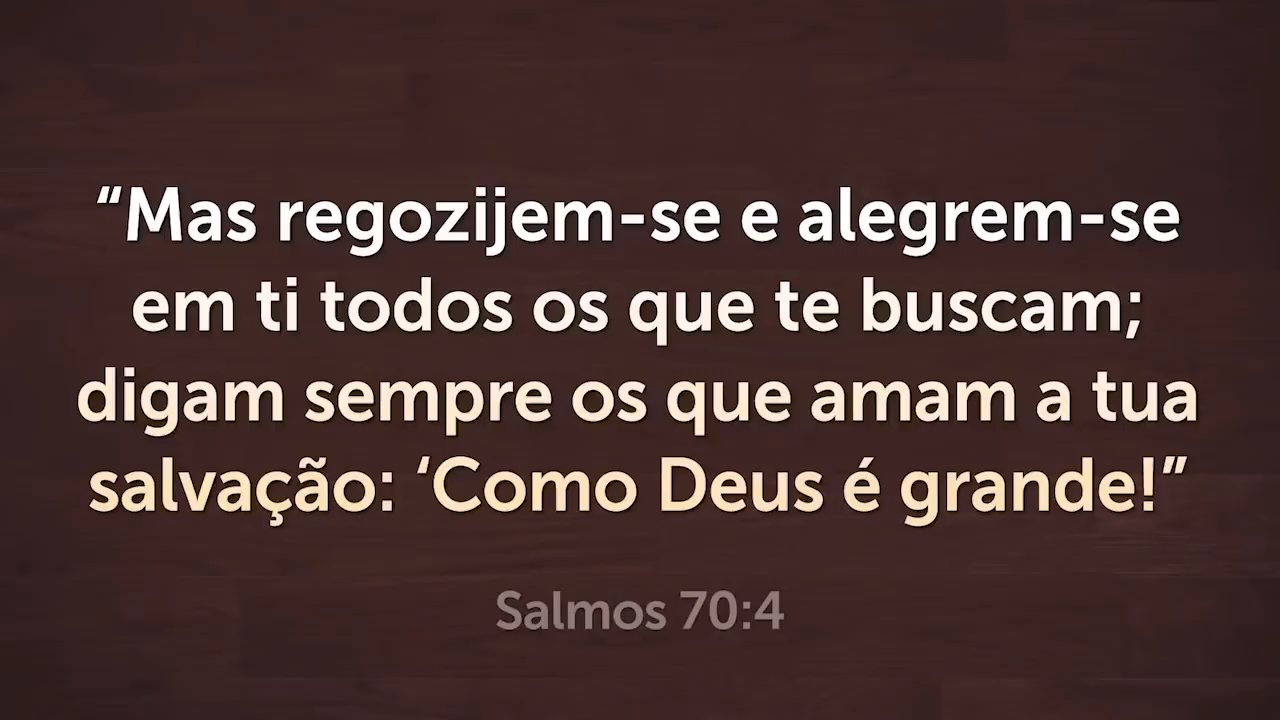 “Mas regozijem-se e alegrem-se
em ti todos os que te buscam;
digam sempre os que amam a tua
salvação: ‘Como Deus é grande!”
Salmos 70:4